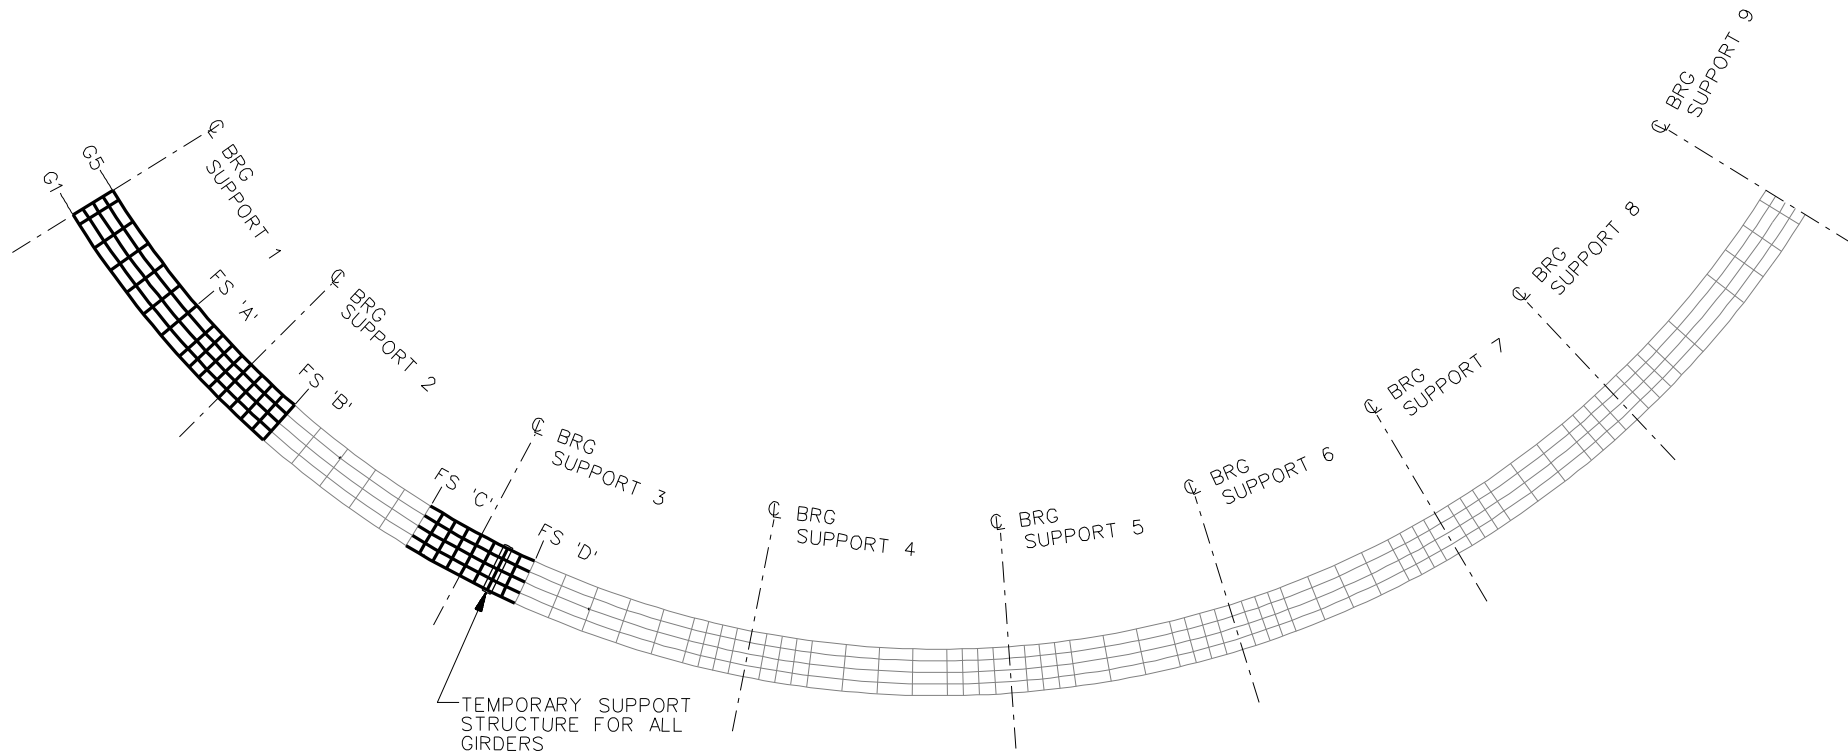 G1
G5
℄ BRG
SUPPORT 1
FS 'A'
℄ BRG
SUPPORT 2
FS 'B'
℄ BRG
SUPPORT 3
FS 'C'
FS 'D'
TEMPORARY SUPPORT
STRUCTURE FOR ALL
GIRDERS
℄ BRG
SUPPORT 4
℄ BRG
SUPPORT 5
℄ BRG
SUPPORT 6
℄ BRG
SUPPORT 7
℄ BRG
SUPPORT 8
℄ BRG
SUPPORT 9